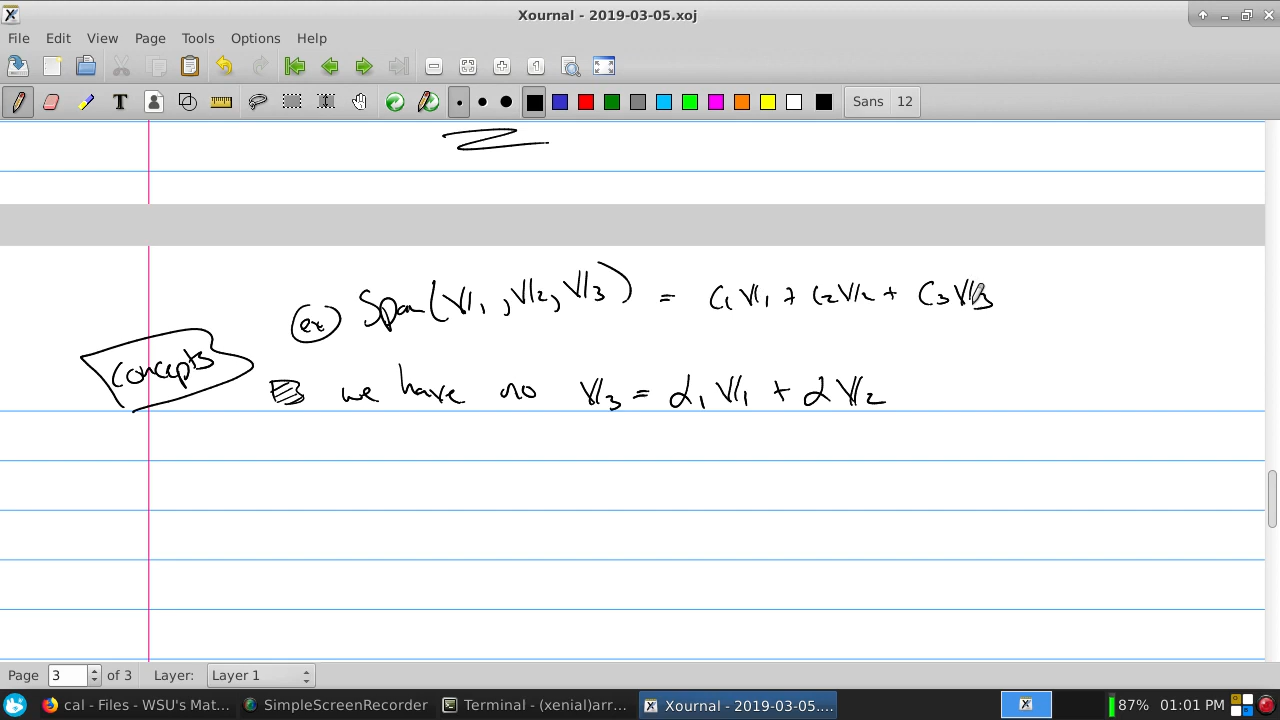 Xournal - 2019-03-05.xoj
File Edit View Page Tools Options Help
Sans 12
ex Span(V1, V2, V3) = C1V1 + C2V2 + C3V3
Concepts
we have no V3 = α1V1 + αV2
Page 3 of 3 Layer: Layer 1
cal - Files - WSU's Mat... SimpleScreenRecorder Terminal - (xenial)arr... Xournal - 2019-03-05.... 87% 01:01 PM